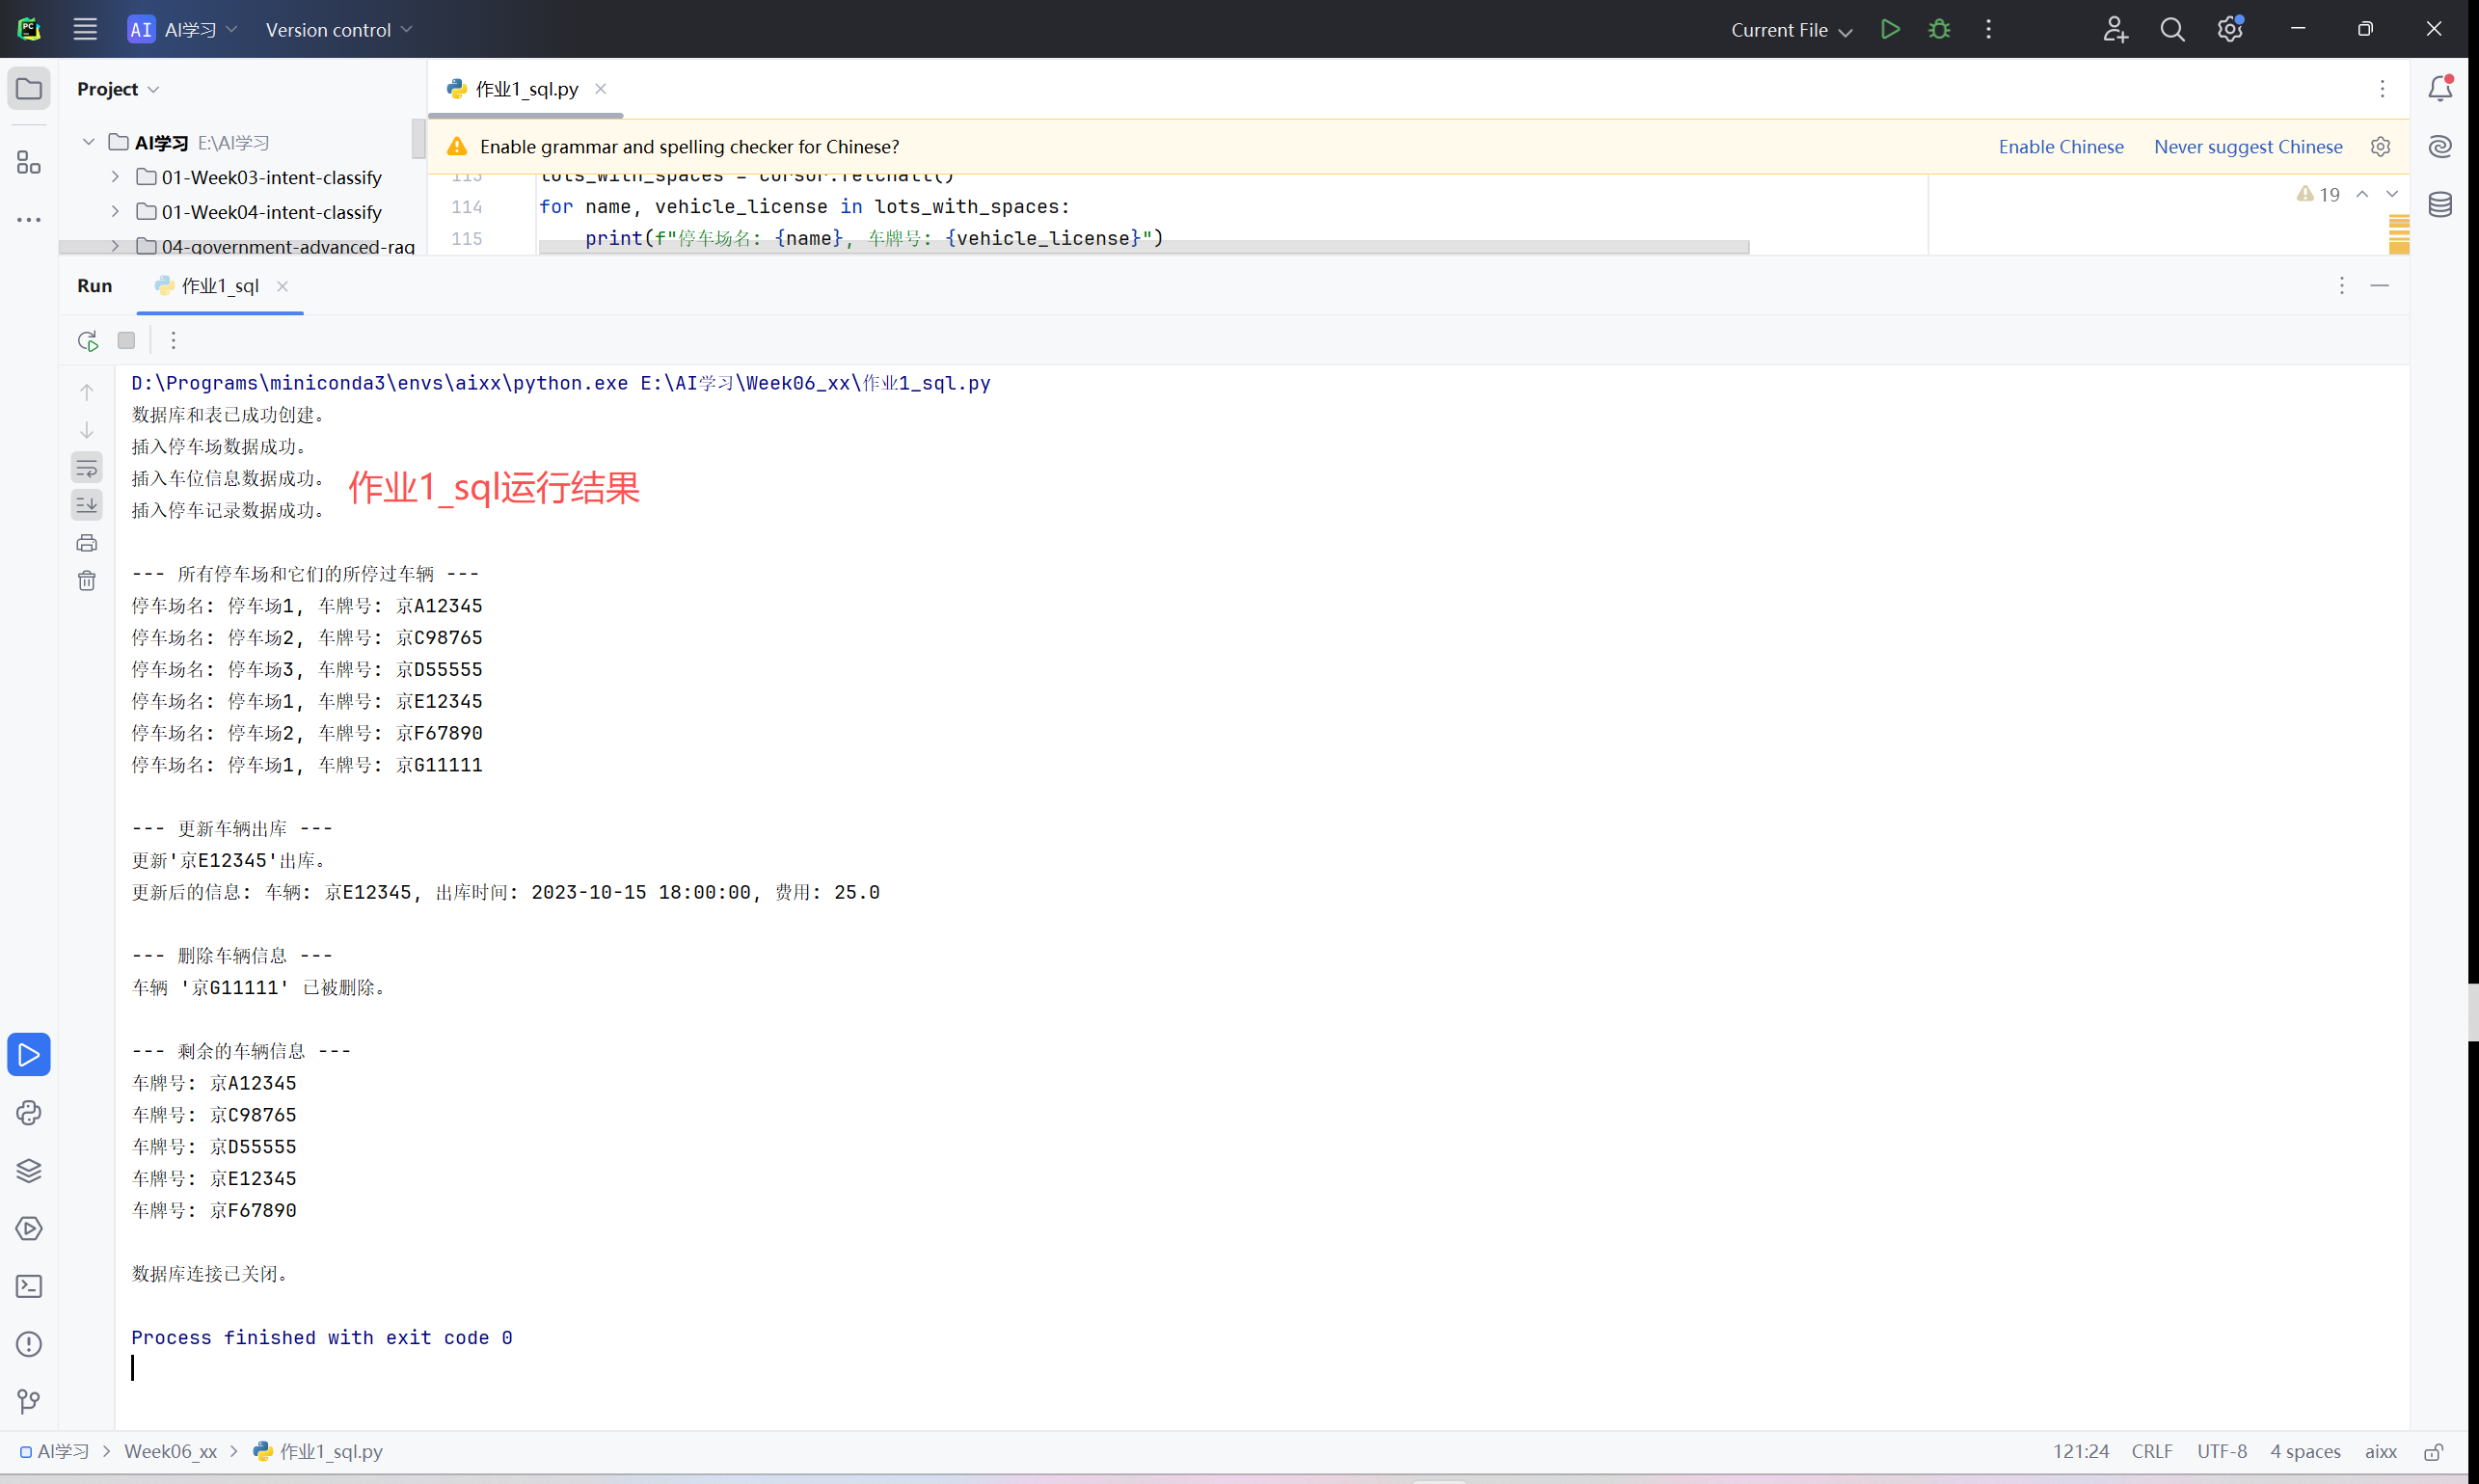 PC
AI AI学习 Version control Current File
Project
作业1_sql.py
AI学习 E:\AI学习
Enable grammar and spelling checker for Chinese? Enable Chinese Never suggest Chinese
01-Week03-intent-classify
01-Week04-intent-classify
04-government-advanced-rag
113 lots_with_spaces = cursor.fetchall()
114 for name, vehicle_license in lots_with_spaces:
115 print(f"停车场名: {name}, 车牌号: {vehicle_license}")
19
Run 作业1_sql
D:\Programs\miniconda3\envs\aixx\python.exe E:\AI学习\Week06_xx\作业1_sql.py
数据库和表已成功创建。
插入停车场数据成功。
插入车位信息数据成功。
作业1_sql运行结果
插入停车记录数据成功。
--- 所有停车场和它们的所停过车辆 ---
停车场名: 停车场1, 车牌号: 京A12345
停车场名: 停车场2, 车牌号: 京C98765
停车场名: 停车场3, 车牌号: 京D55555
停车场名: 停车场1, 车牌号: 京E12345
停车场名: 停车场2, 车牌号: 京F67890
停车场名: 停车场1, 车牌号: 京G11111
--- 更新车辆出库 ---
更新'京E12345'出库。
更新后的信息: 车辆: 京E12345, 出库时间: 2023-10-15 18:00:00, 费用: 25.0
--- 删除车辆信息 ---
车辆 '京G11111' 已被删除。
--- 剩余的车辆信息 ---
车牌号: 京A12345
车牌号: 京C98765
车牌号: 京D55555
车牌号: 京E12345
车牌号: 京F67890
数据库连接已关闭。
Process finished with exit code 0
AI学习 > Week06_xx > 作业1_sql.py 121:24 CRLF UTF-8 4 spaces aixx